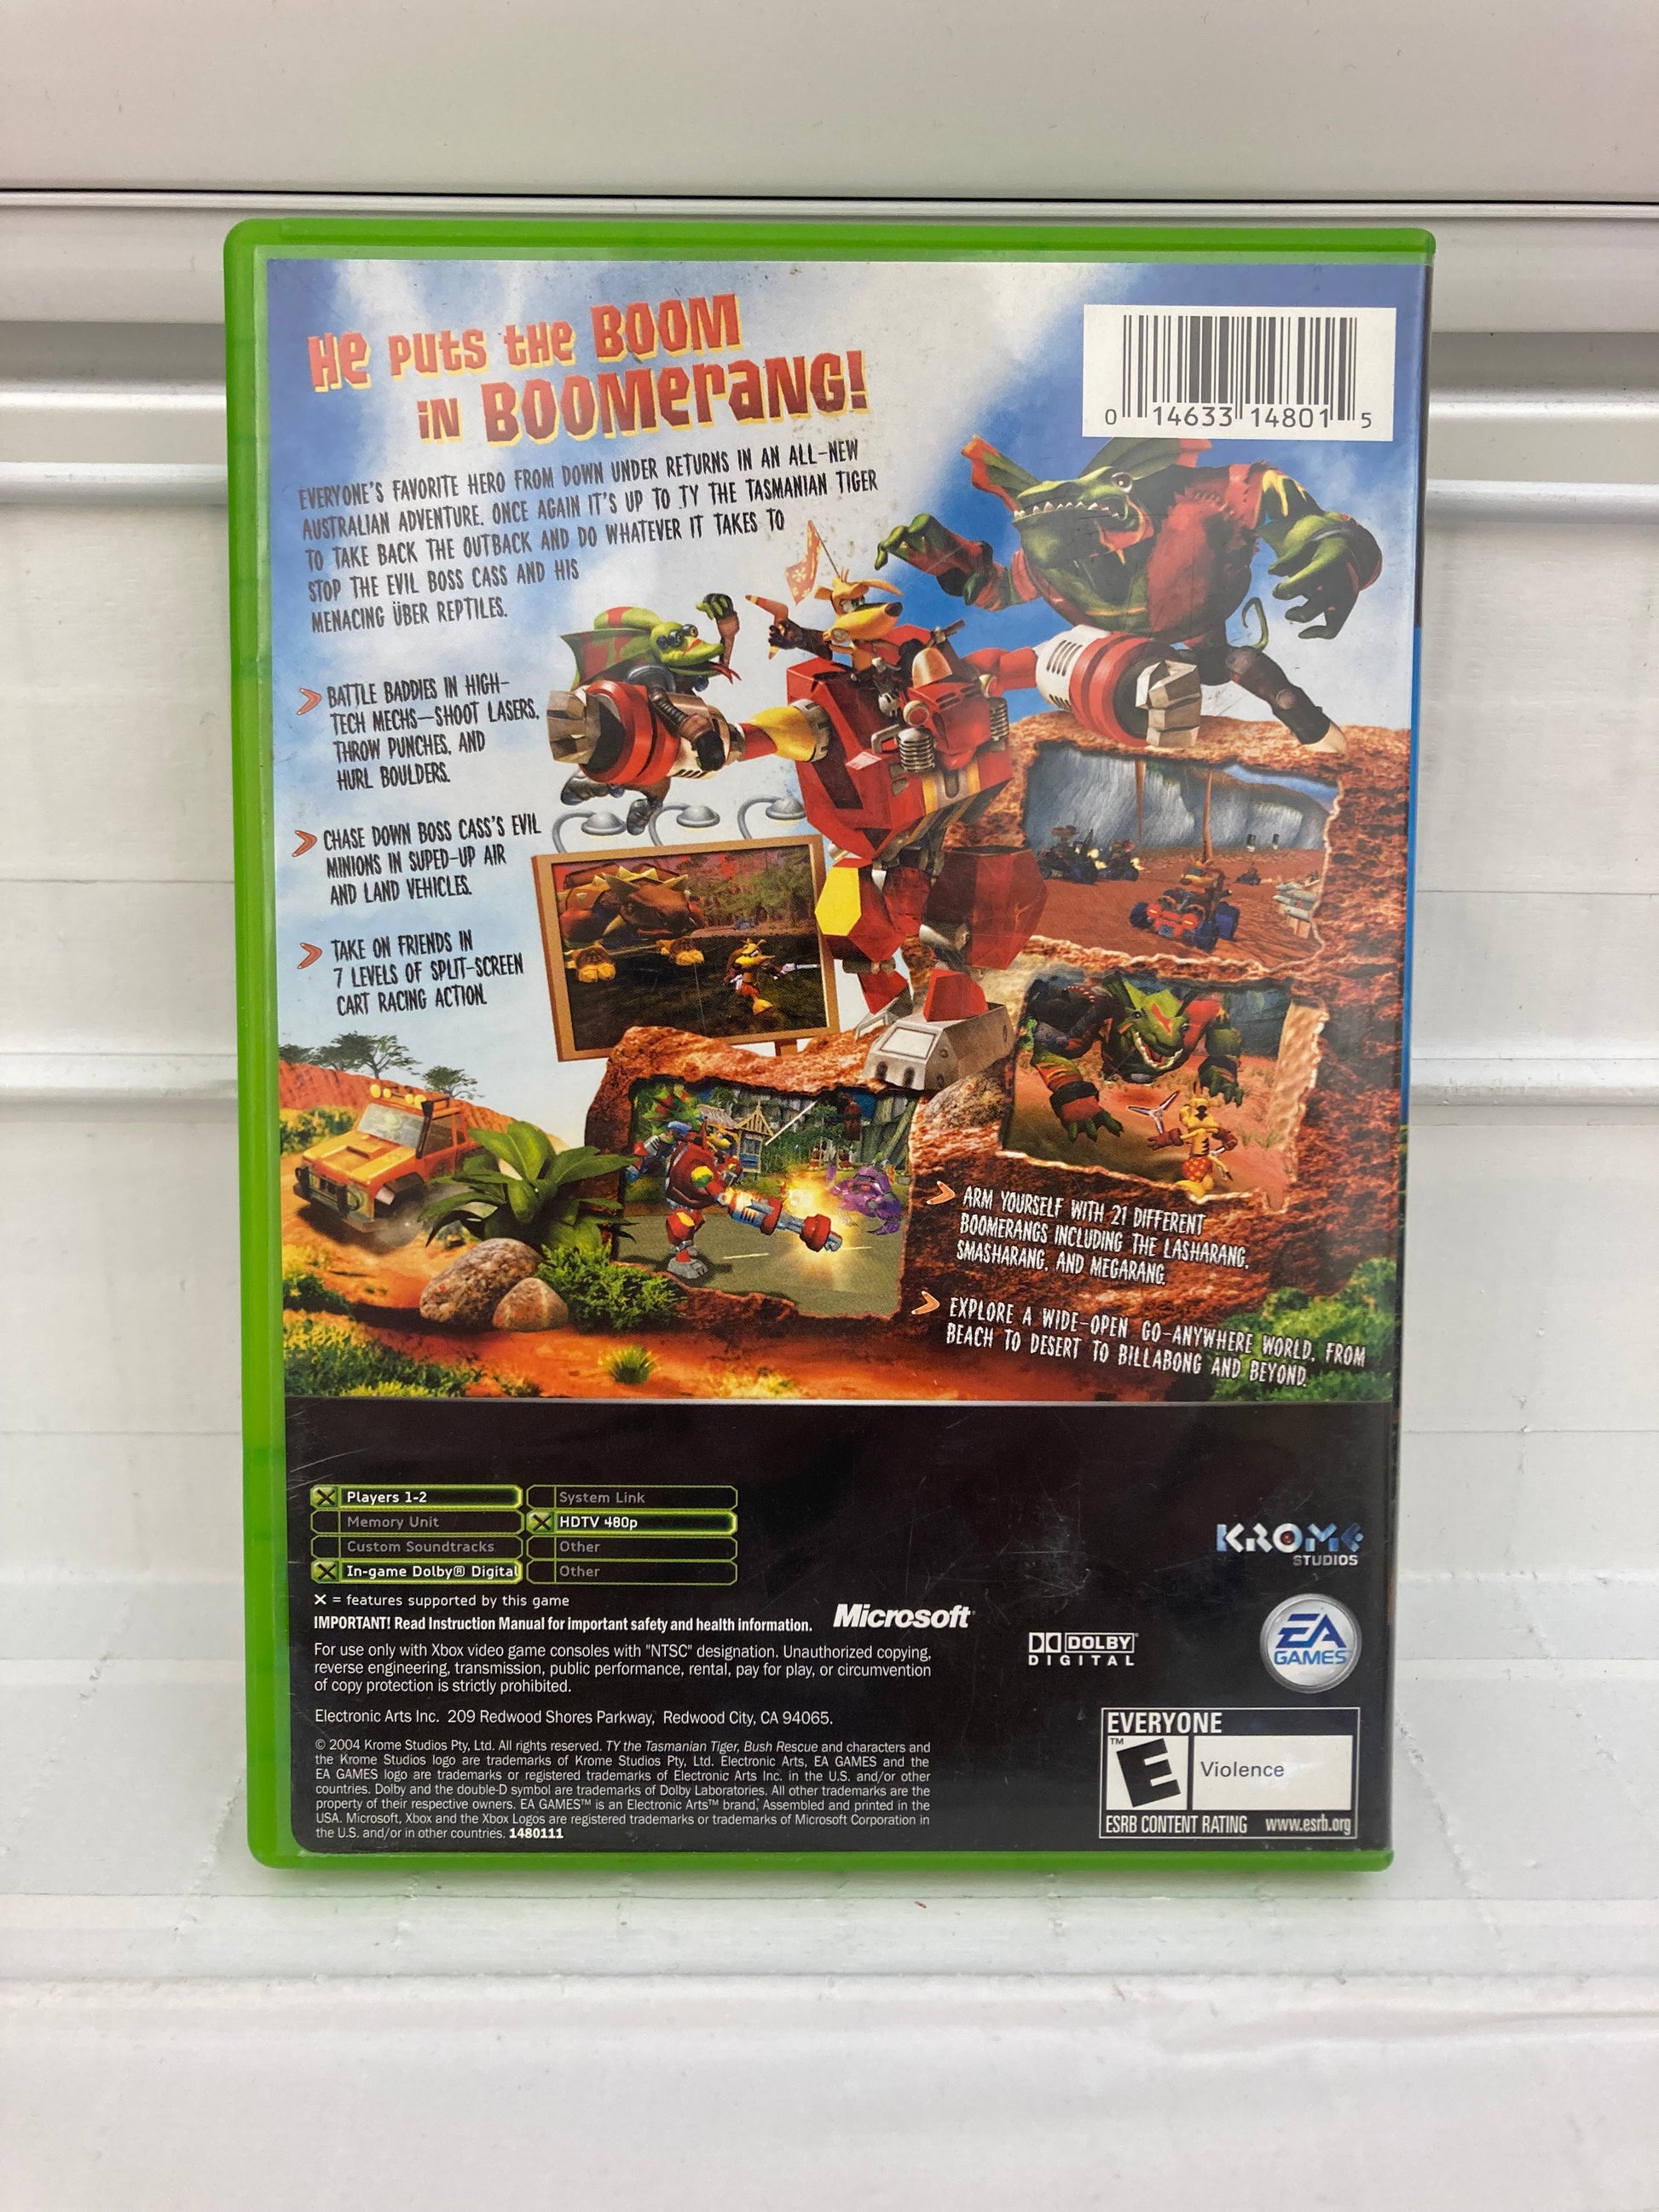 He puts the BOOM
in BOOMeraNG!
EVERYONE'S FAVORITE HERO FROM DOWN UNDER RETURNS IN AN ALL-NEW
AUSTRALIAN ADVENTURE. ONCE AGAIN IT'S UP TO TY THE TASMANIAN TIGER
TO TAKE BACK THE OUTBACK AND DO WHATEVER IT TAKES TO
STOP THE EVIL BOSS CASS AND HIS
MENACING ÜBER REPTILES.
BATTLE BADDIES IN HIGH-
TECH MECHS—SHOOT LASERS,
THROW PUNCHES, AND
HURL BOULDERS.
CHASE DOWN BOSS CASS'S EVIL
MINIONS IN SUPED-UP AIR
AND LAND VEHICLES.
TAKE ON FRIENDS IN
7 LEVELS OF SPLIT-SCREEN
CART RACING ACTION.
0 14633 14801 5
ARM YOURSELF WITH 21 DIFFERENT
BOOMERANGS INCLUDING THE LASHARANG,
SMASHARANG, AND MEGARANG.
EXPLORE A WIDE-OPEN GO-ANYWHERE WORLD, FROM
BEACH TO DESERT TO BILLABONG AND BEYOND.
Players 1-2
System Link
Memory Unit
HDTV 480p
Custom Soundtracks
Other
In-game Dolby® Digital
Other
X = features supported by this game
IMPORTANT! Read Instruction Manual for important safety and health information.
For use only with Xbox video game consoles with "NTSC" designation. Unauthorized copying,
reverse engineering, transmission, public performance, rental, pay for play, or circumvention
of copy protection is strictly prohibited.
Electronic Arts Inc. 209 Redwood Shores Parkway, Redwood City, CA 94065.
© 2004 Krome Studios Pty, Ltd. All rights reserved. TY the Tasmanian Tiger, Bush Rescue and characters and
the Krome Studios logo are trademarks of Krome Studios Pty, Ltd. Electronic Arts, EA GAMES and the
EA GAMES logo are trademarks or registered trademarks of Electronic Arts Inc. in the U.S. and/or other
countries. Dolby and the double-D symbol are trademarks of Dolby Laboratories. All other trademarks are the
property of their respective owners. EA GAMES™ is an Electronic Arts™ brand. Assembled and printed in the
USA. Microsoft, Xbox and the Xbox Logos are registered trademarks or trademarks of Microsoft Corporation in
the U.S. and/or in other countries. 1480111
Microsoft
DOLBY
DIGITAL
KROME
STUDIOS
EA
GAMES™
EVERYONE
E™
Violence
ESRB CONTENT RATING www.esrb.org